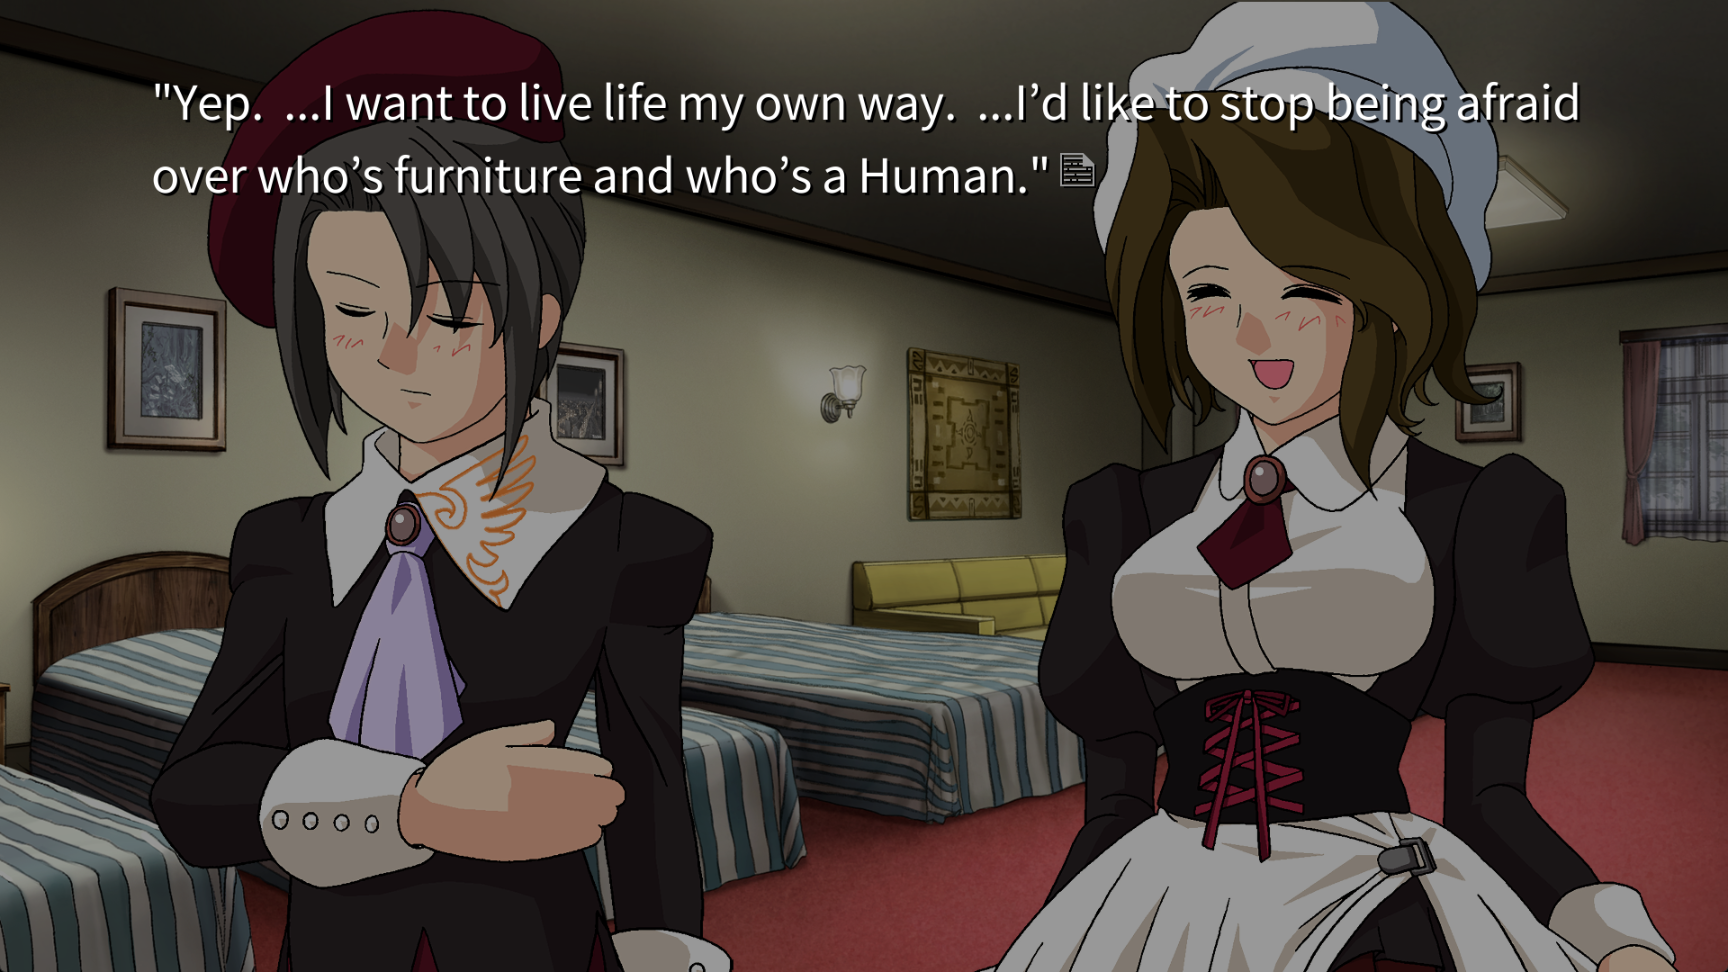 "Yep.  ...I want to live life my own way.  ...I’d like to stop being afraid
over who’s furniture and who’s a Human."